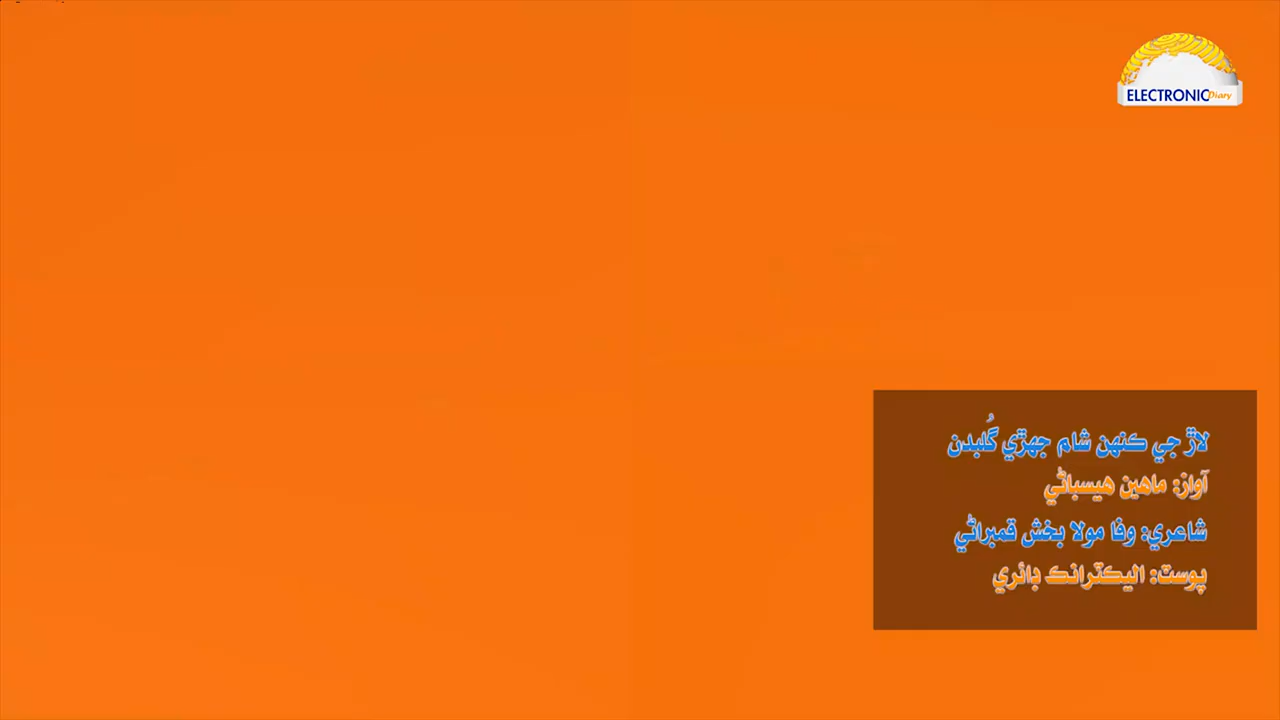 ELECTRONIC Diary
لاڙ جي ڪنهن شام جهڙي گُلبدن
آواز: ماهين هيسباڻي
شاعري: وفا مولا بخش قمبراڻي
پوسٽ: اليڪٽرانڪ ڊائري